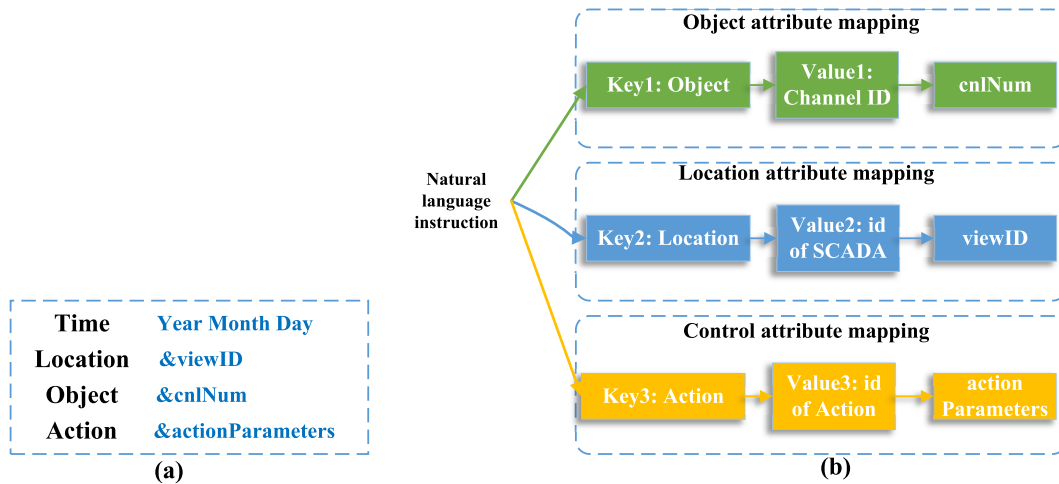 Time Year Month Day
Location &viewID
Object &cnlNum
Action &actionParameters
(a)
Natural
language
instruction
Object attribute mapping
Key1: Object
Value1:
Channel ID
cnlNum
Location attribute mapping
Key2: Location
Value2: id
of SCADA
viewID
Control attribute mapping
Key3: Action
Value3: id
of Action
action
Parameters
(b)